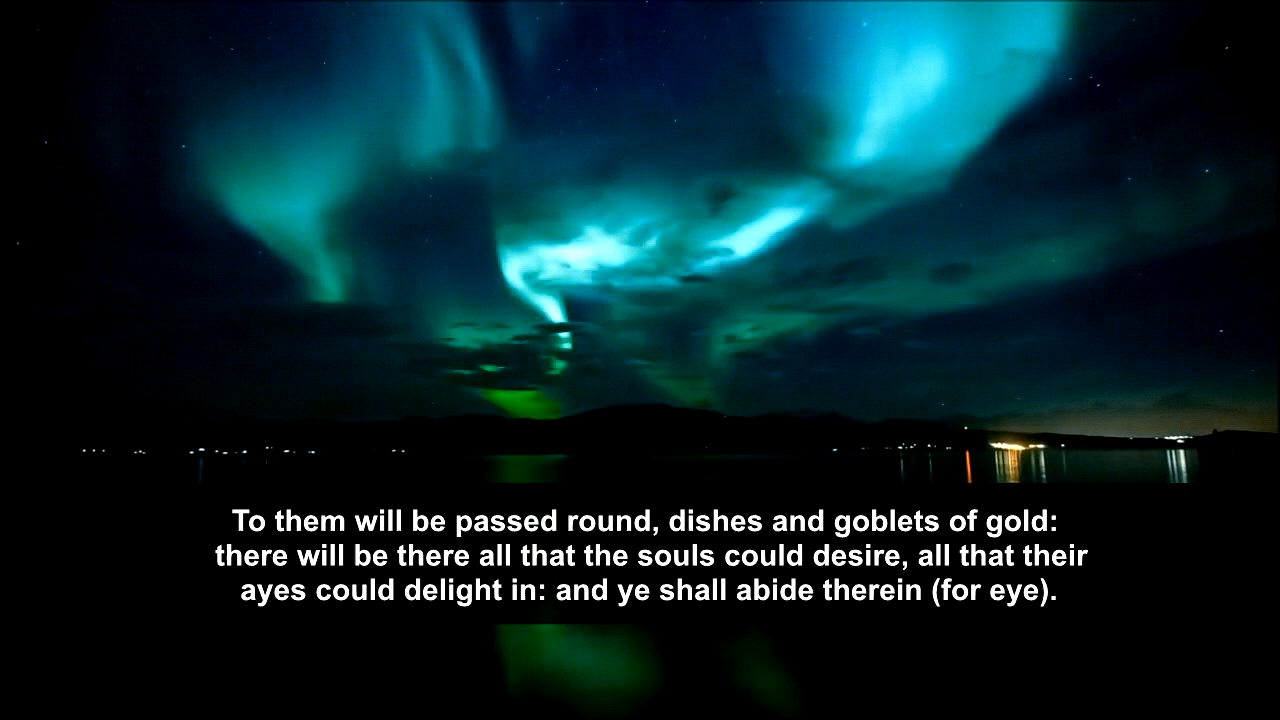 To them will be passed round, dishes and goblets of gold:
there will be there all that the souls could desire, all that their
ayes could delight in: and ye shall abide therein (for eye).